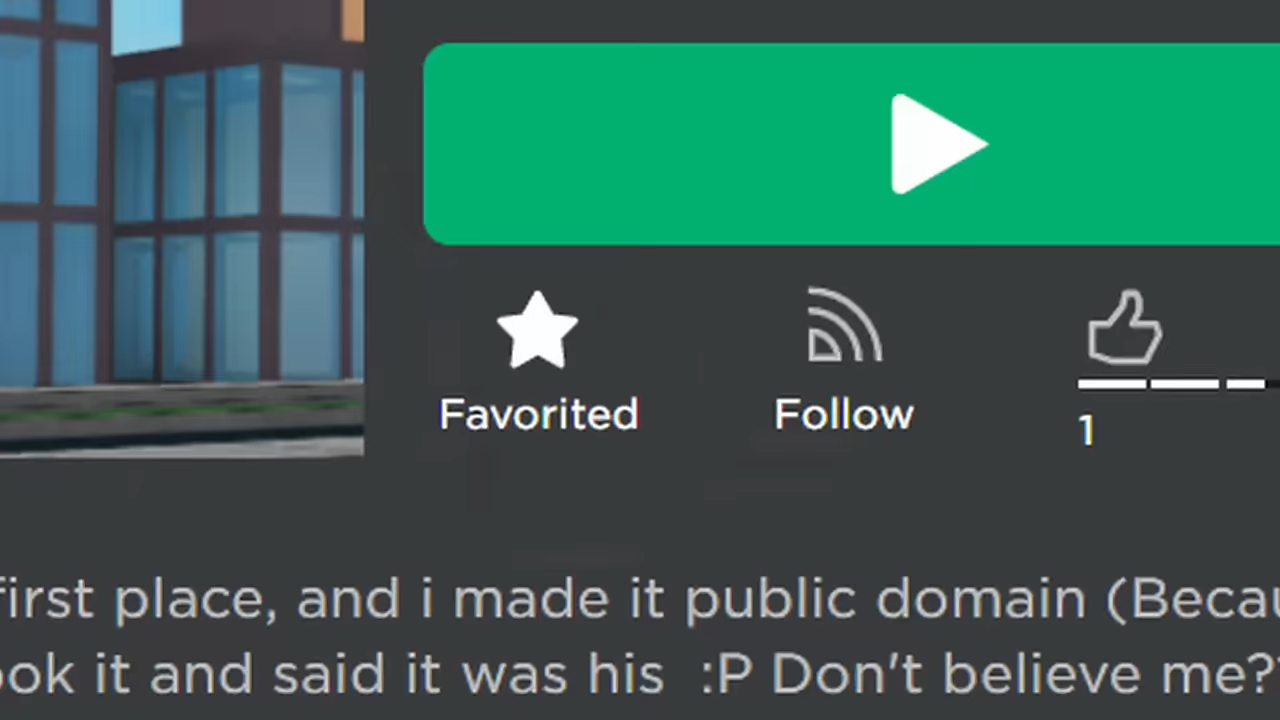 Favorited
Follow
1
first place, and i made it public domain (Becau
ook it and said it was his :P Don't believe me?